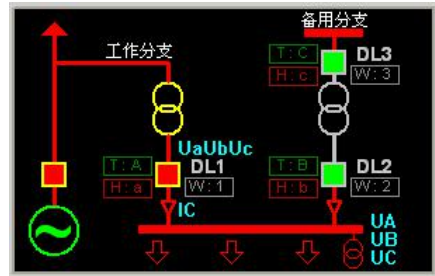 备用分支
工作分支
T:C DL3
H:c W:3
UaUbUc
T:A DL1 T:B DL2
H:a W:1 H:b W:2
IC
UA
UB
UC